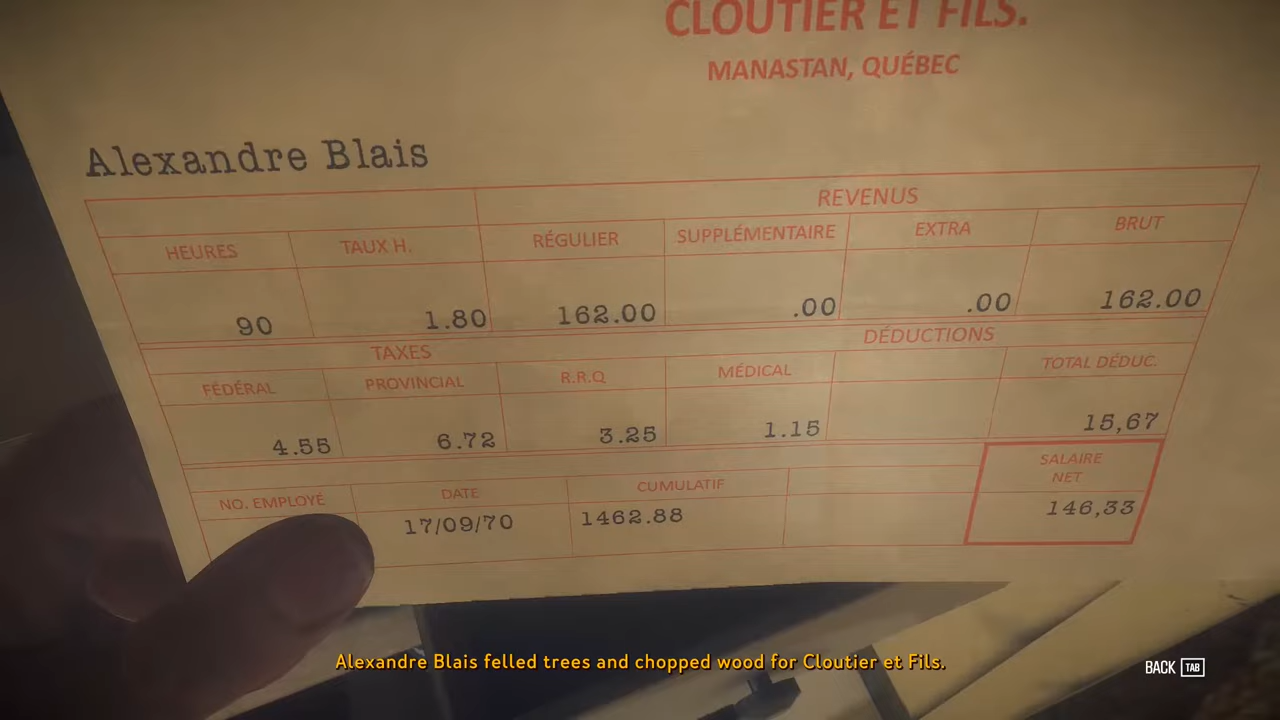 CLOUTIER ET FILS.
MANASTAN, QUÉBEC
Alexandre Blais
REVENUS
HEURES TAUX H. RÉGULIER SUPPLÉMENTAIRE EXTRA BRUT
90 1.80 162.00 .00 .00 162.00
TAXES DÉDUCTIONS
FÉDÉRAL PROVINCIAL R.R.Q MÉDICAL TOTAL DÉDUC.
4.55 6.72 3.25 1.15 15,67
NO. EMPLOYÉ DATE CUMULATIF SALAIRE
NET
17/09/70 1462.88 146,33
Alexandre Blais felled trees and chopped wood for Cloutier et Fils.
BACK TAB